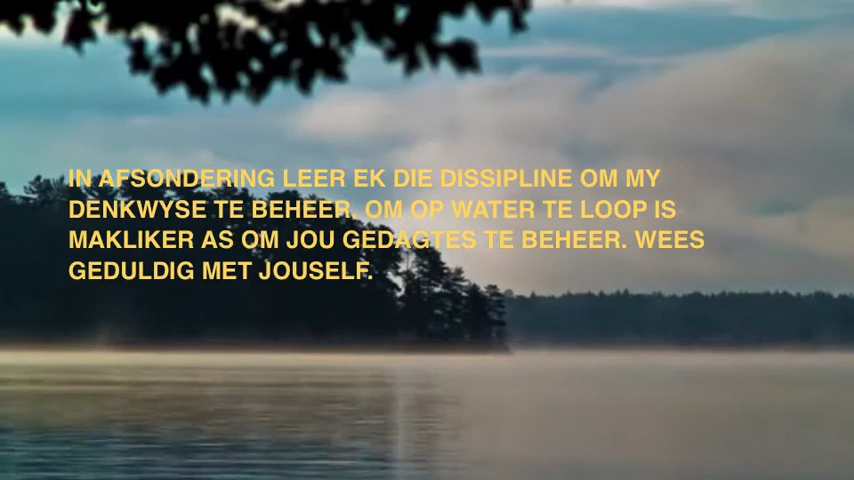 IN AFSONDERING LEER EK DIE DISSIPLINE OM MY
DENKWYSE TE BEHEER. OM OP WATER TE LOOP IS
MAKLIKER AS OM JOU GEDAGTES TE BEHEER. WEES
GEDULDIG MET JOUSELF.